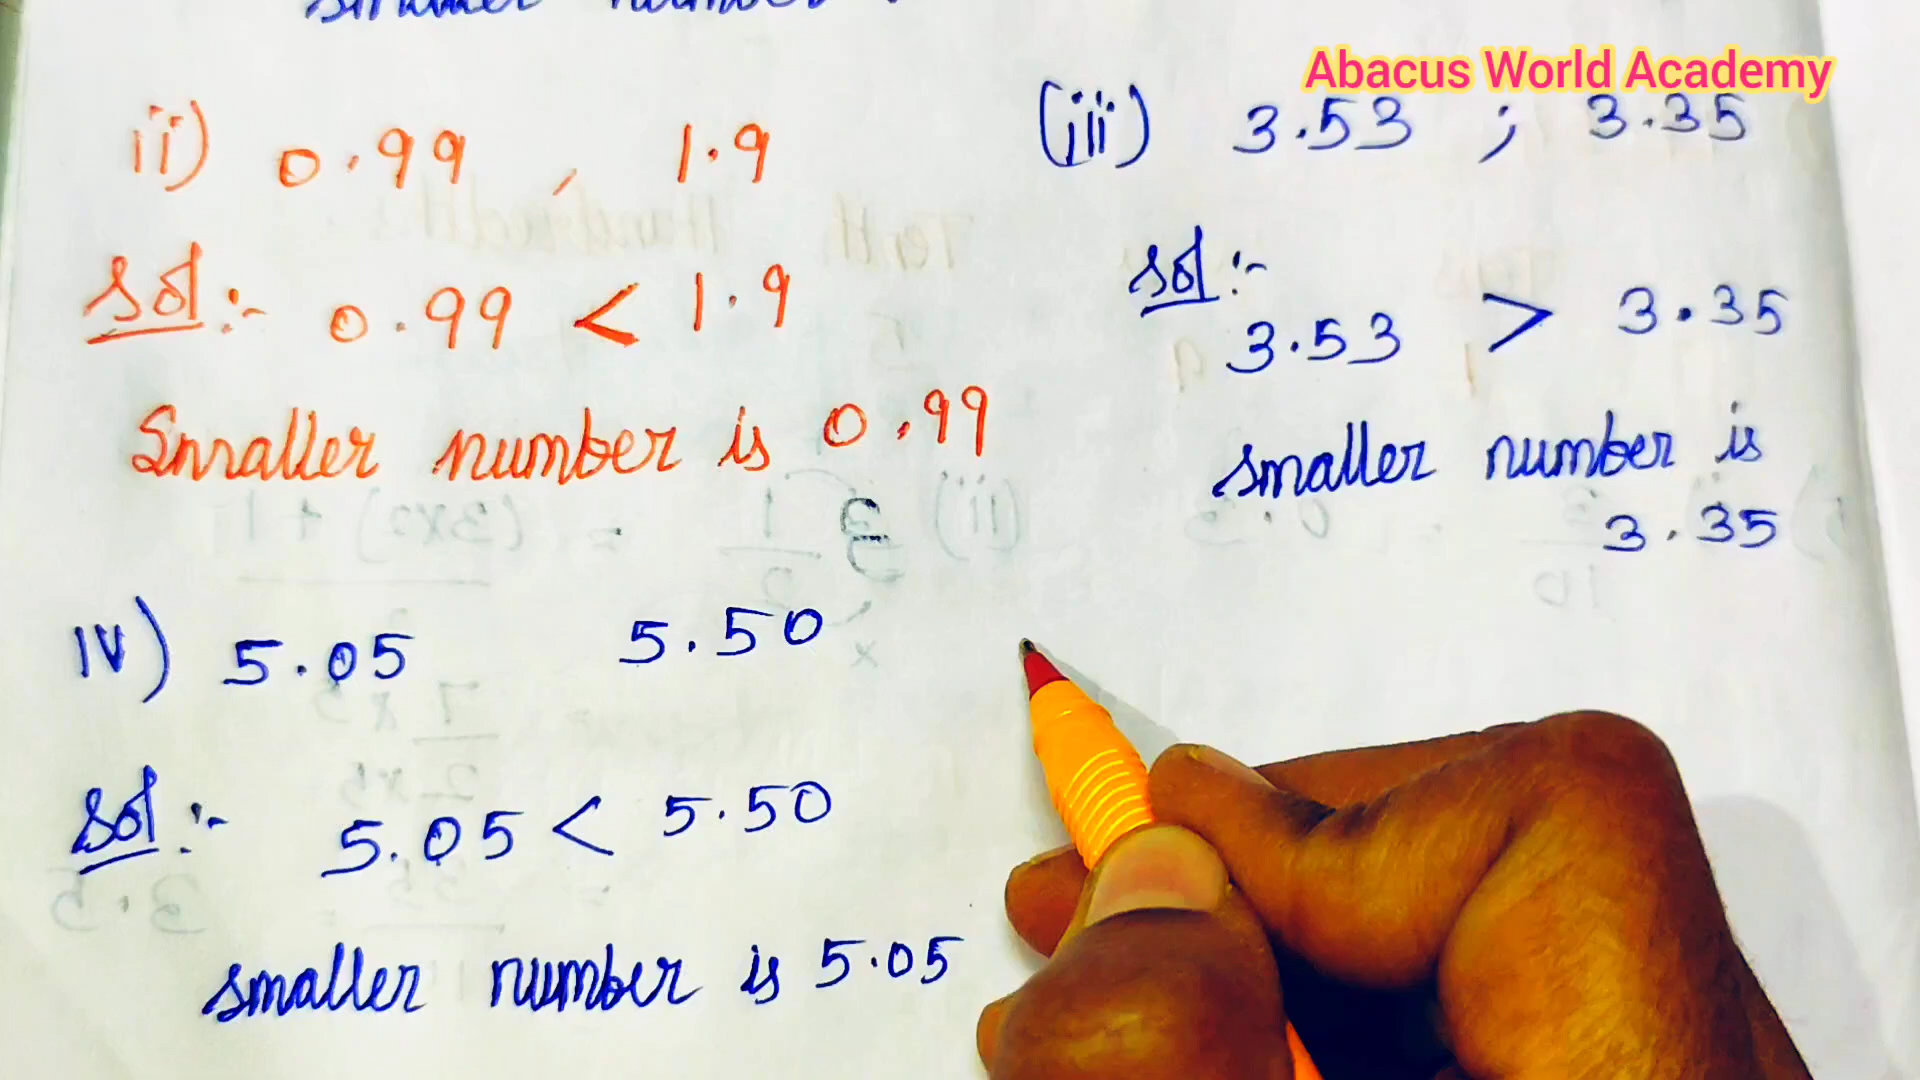 smaller number.
Abacus World Academy
ii) 0.99 , 1.9
Sol:- 0.99 < 1.9
Smaller number is 0.99
(iii) 3.53 ; 3.35
Sol:-
3.53 > 3.35
smaller number is
3.35
iv) 5.05 5.50
Sol:- 5.05 < 5.50
smaller number is 5.05